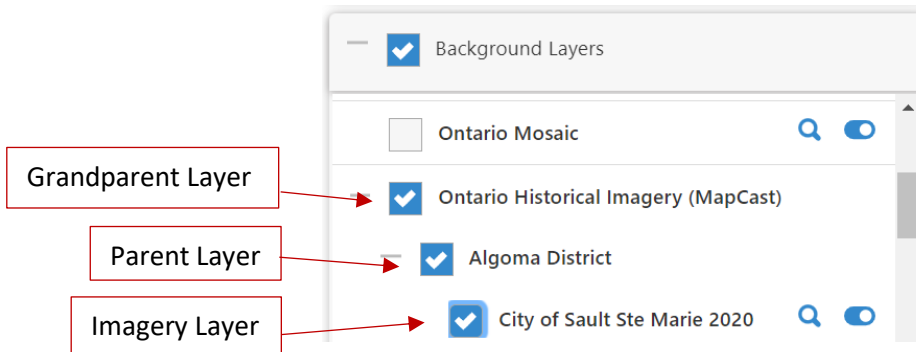 Background Layers
Ontario Mosaic
Grandparent Layer
Ontario Historical Imagery (MapCast)
Parent Layer
Algoma District
Imagery Layer
City of Sault Ste Marie 2020